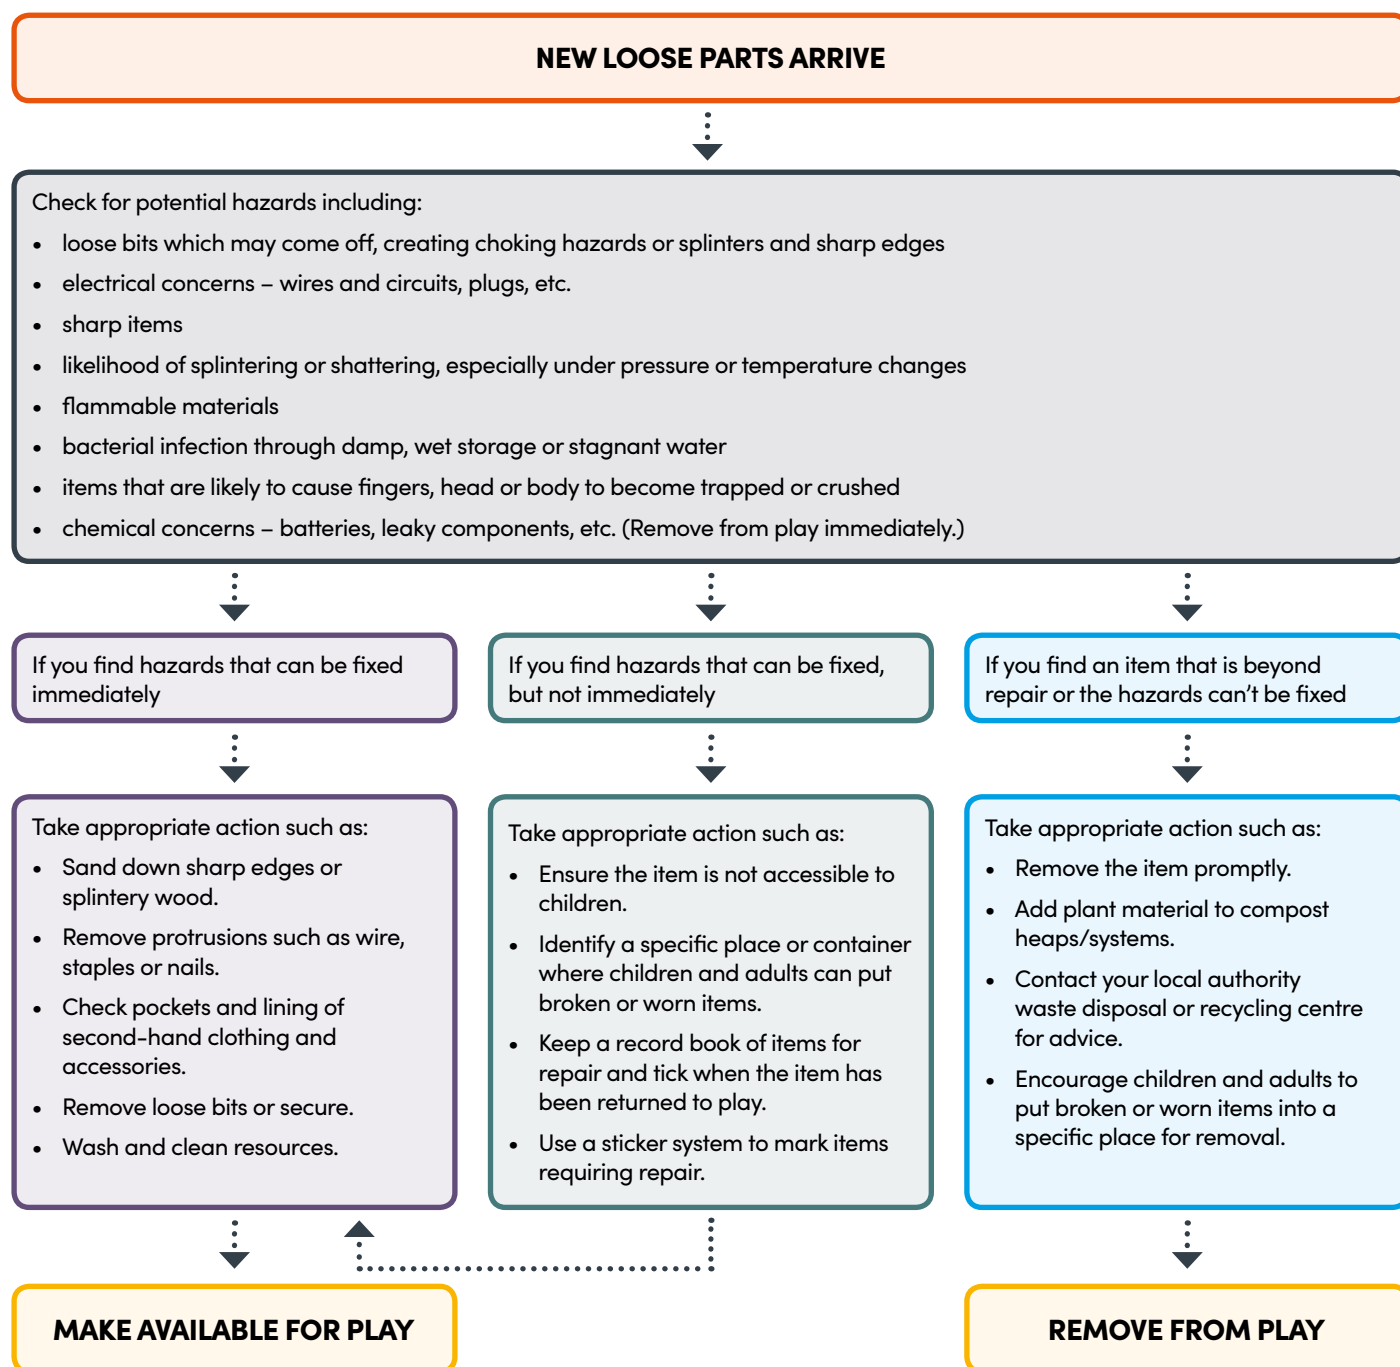 NEW LOOSE PARTS ARRIVE
Check for potential hazards including:
• loose bits which may come off, creating choking hazards or splinters and sharp edges
• electrical concerns – wires and circuits, plugs, etc.
• sharp items
• likelihood of splintering or shattering, especially under pressure or temperature changes
• flammable materials
• bacterial infection through damp, wet storage or stagnant water
• items that are likely to cause fingers, head or body to become trapped or crushed
• chemical concerns – batteries, leaky components, etc. (Remove from play immediately.)
If you find hazards that can be fixed
immediately
If you find hazards that can be fixed,
but not immediately
If you find an item that is beyond
repair or the hazards can’t be fixed
Take appropriate action such as:
• Sand down sharp edges or
splintery wood.
• Remove protrusions such as wire,
staples or nails.
• Check pockets and lining of
second-hand clothing and
accessories.
• Remove loose bits or secure.
• Wash and clean resources.
Take appropriate action such as:
• Ensure the item is not accessible to
children.
• Identify a specific place or container
where children and adults can put
broken or worn items.
• Keep a record book of items for
repair and tick when the item has
been returned to play.
• Use a sticker system to mark items
requiring repair.
Take appropriate action such as:
• Remove the item promptly.
• Add plant material to compost
heaps/systems.
• Contact your local authority
waste disposal or recycling centre
for advice.
• Encourage children and adults to
put broken or worn items into a
specific place for removal.
MAKE AVAILABLE FOR PLAY
REMOVE FROM PLAY